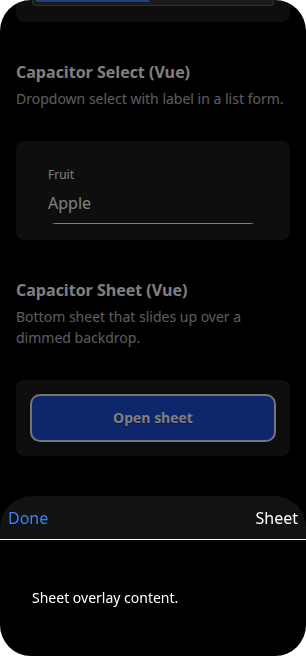 Capacitor Select (Vue)
Dropdown select with label in a list form.
Fruit
Apple
Capacitor Sheet (Vue)
Bottom sheet that slides up over a
dimmed backdrop.
Open sheet
Done Sheet
Sheet overlay content.